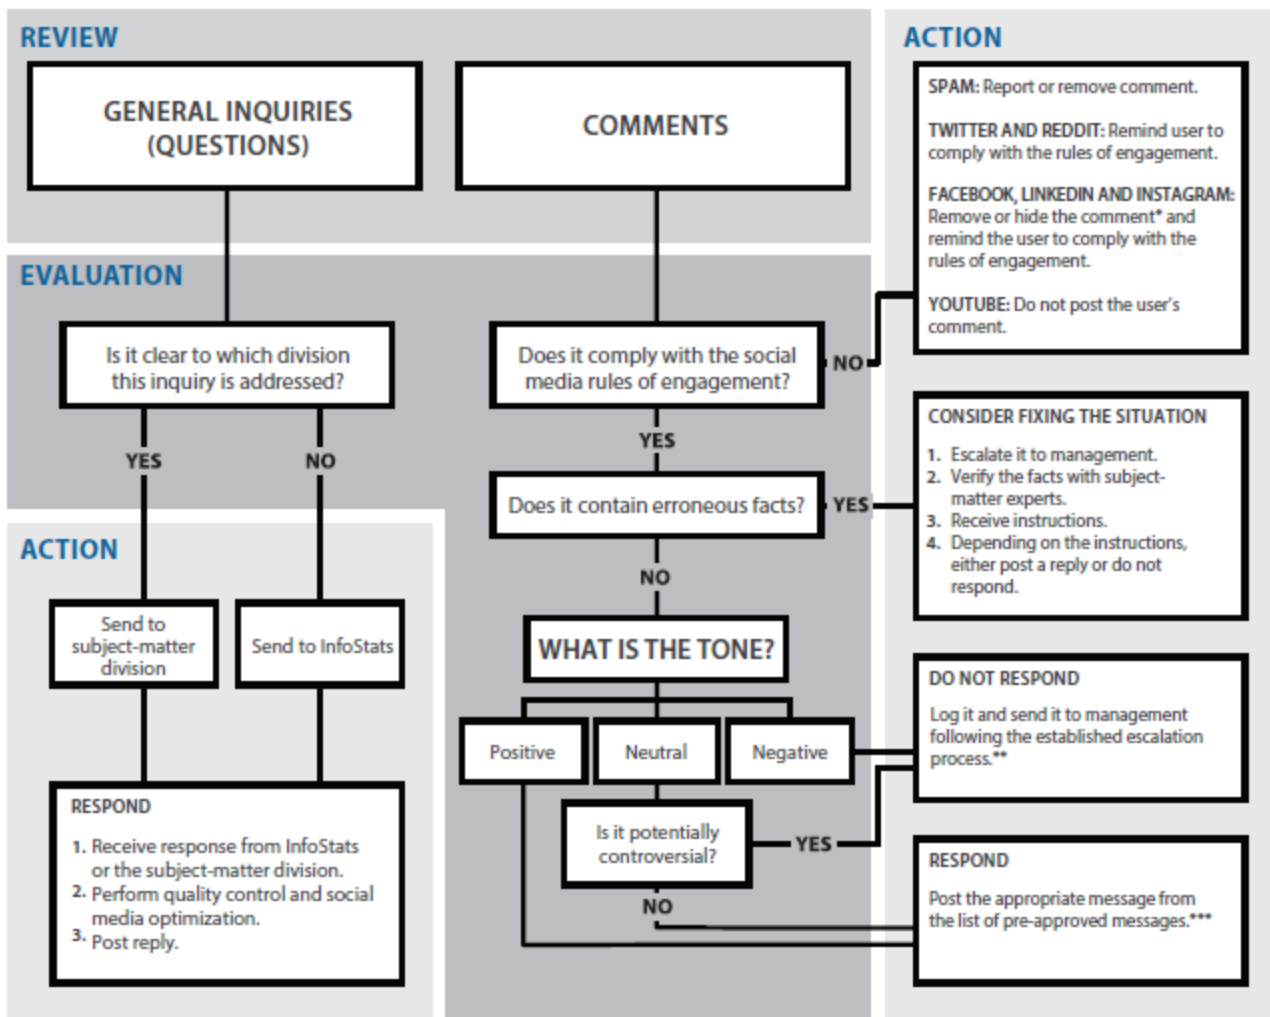 REVIEW
GENERAL INQUIRIES
(QUESTIONS)
COMMENTS
EVALUATION
Is it clear to which division
this inquiry is addressed?
YES
NO
Does it comply with the social
media rules of engagement?
NO
YES
Does it contain erroneous facts?
YES
NO
WHAT IS THE TONE?
Positive
Neutral
Negative
Is it potentially
controversial?
YES
NO
ACTION
Send to
subject-matter
division
Send to InfoStats
RESPOND
1. Receive response from InfoStats
or the subject-matter division.
2. Perform quality control and social
media optimization.
3. Post reply.
ACTION
SPAM: Report or remove comment.
TWITTER AND REDDIT: Remind user to
comply with the rules of engagement.
FACEBOOK, LINKEDIN AND INSTAGRAM:
Remove or hide the comment* and
remind the user to comply with the
rules of engagement.
YOUTUBE: Do not post the user's
comment.
CONSIDER FIXING THE SITUATION
1. Escalate it to management.
2. Verify the facts with subject-
matter experts.
3. Receive instructions.
4. Depending on the instructions,
either post a reply or do not
respond.
DO NOT RESPOND
Log it and send it to management
following the established escalation
process.**
RESPOND
Post the appropriate message from
the list of pre-approved messages.***